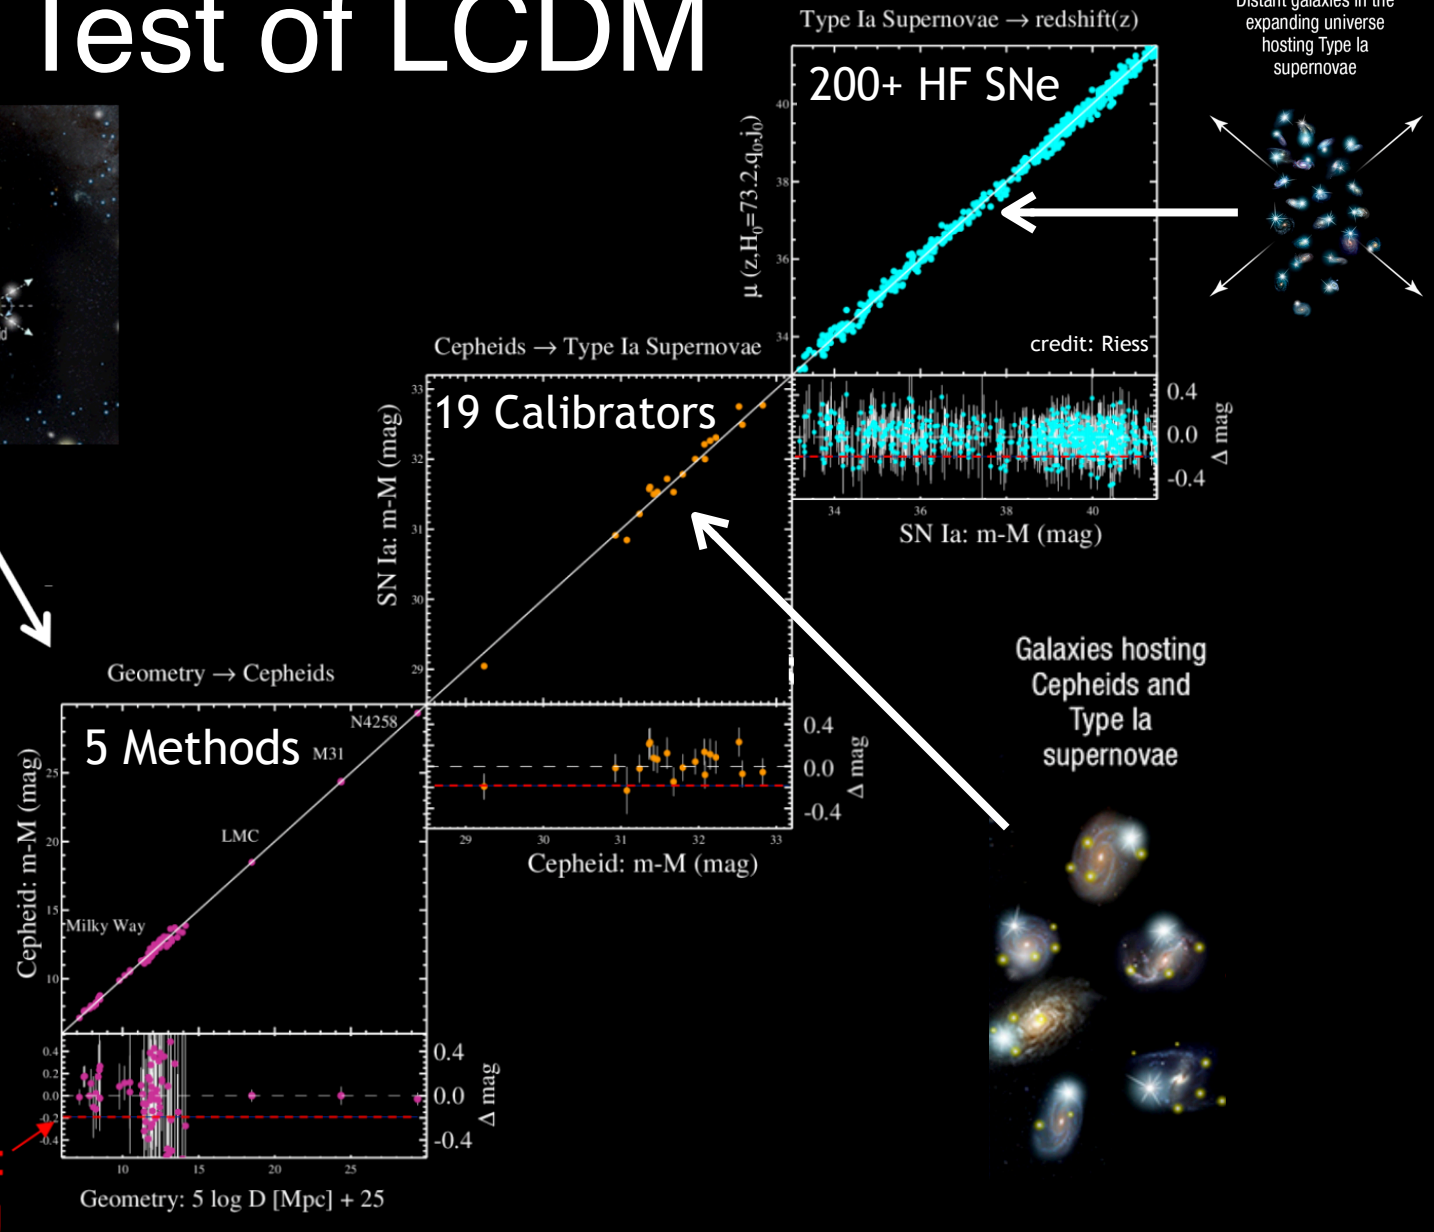 Test of LCDM
Type Ia Supernovae → redshift(z)
Distant galaxies in the
expanding universe
hosting Type Ia
supernovae
200+ HF SNe
μ (z,H0=73.2,q0,j0)
40
38
36
34
credit: Riess
0.4
0.0
-0.4
Δ mag
34
36
38
40
SN Ia: m-M (mag)
Cepheids → Type Ia Supernovae
19 Calibrators
SN Ia: m-M (mag)
33
32
31
30
29
0.4
0.0
-0.4
Δ mag
29
30
31
32
33
Cepheid: m-M (mag)
Galaxies hosting
Cepheids and
Type Ia
supernovae
Geometry → Cepheids
5 Methods
N4258
M31
LMC
Milky Way
Cepheid: m-M (mag)
25
20
15
10
0.4
0.2
0.0
-0.2
-0.4
0.4
0.0
-0.4
Δ mag
10
15
20
25
Geometry: 5 log D [Mpc] + 25